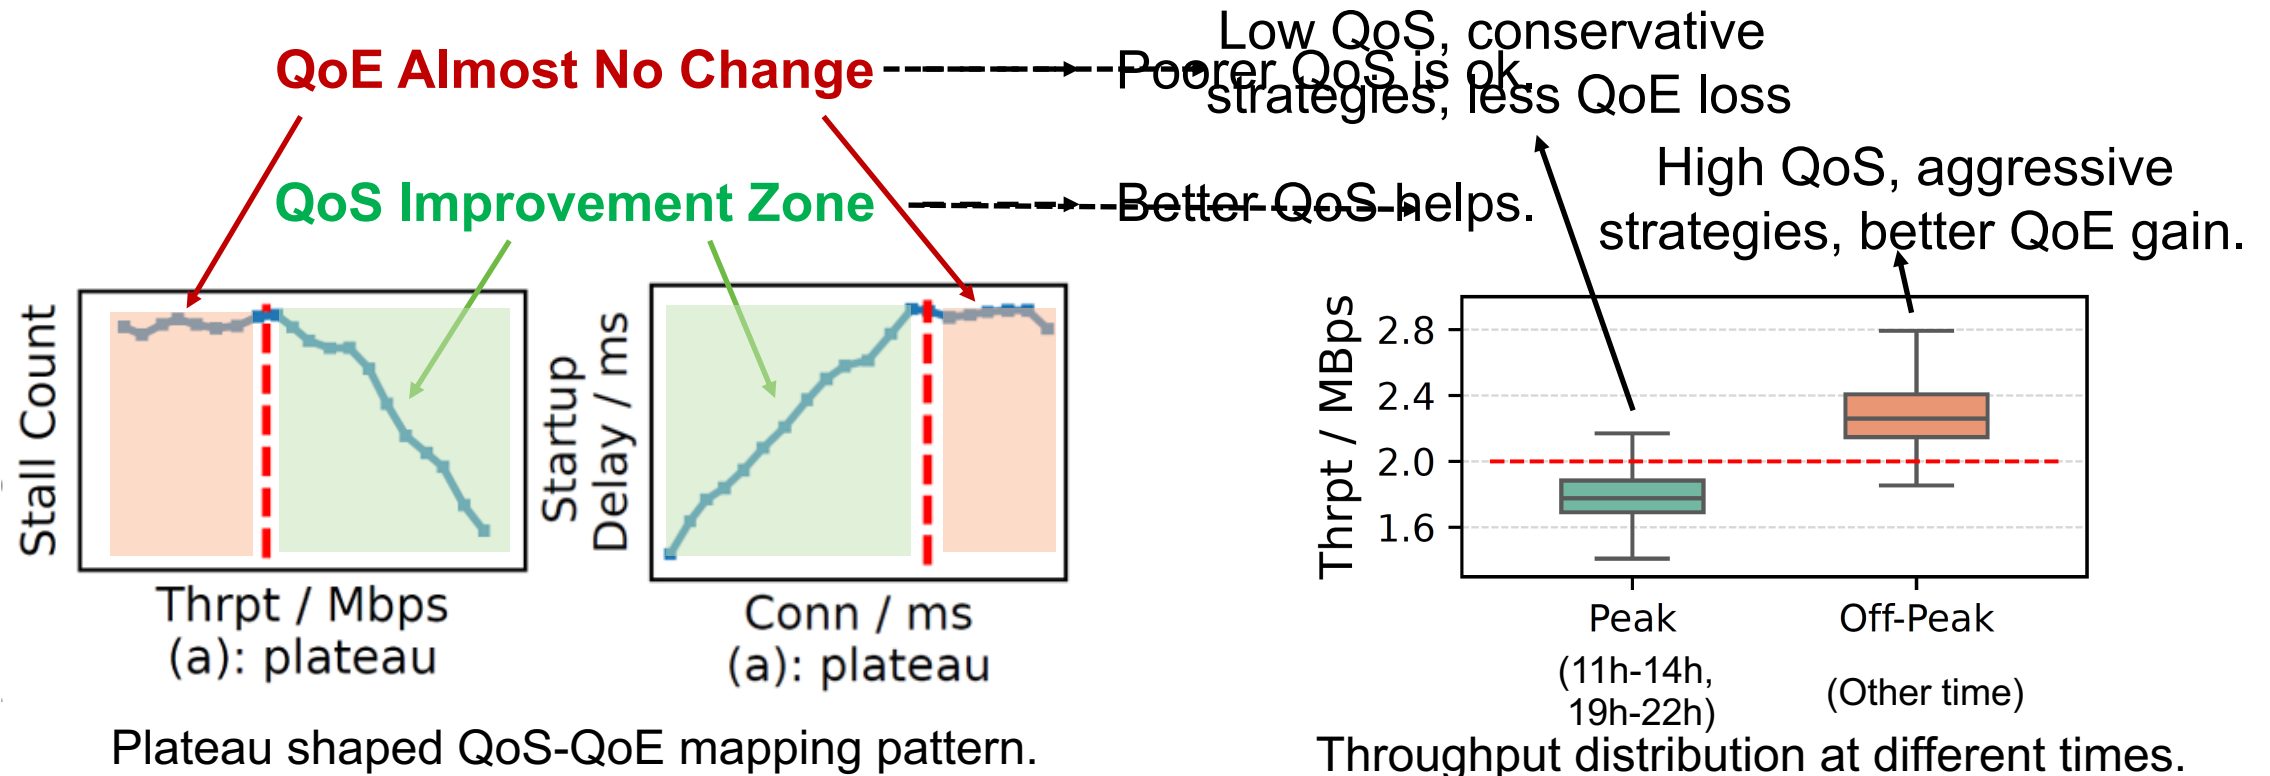 Low QoS, conservative
strategies, less QoE loss
QoE Almost No Change
Poorer QoS is ok.
High QoS, aggressive
strategies, better QoE gain.
QoS Improvement Zone
Better QoS helps.
Stall Count
Thrpt / Mbps
(a): plateau
Startup
Delay / ms
Conn / ms
(a): plateau
Plateau shaped QoS-QoE mapping pattern.
Thrpt / MBps
2.8
2.4
2.0
1.6
Peak
(11h-14h,
19h-22h)
Off-Peak
(Other time)
Throughput distribution at different times.